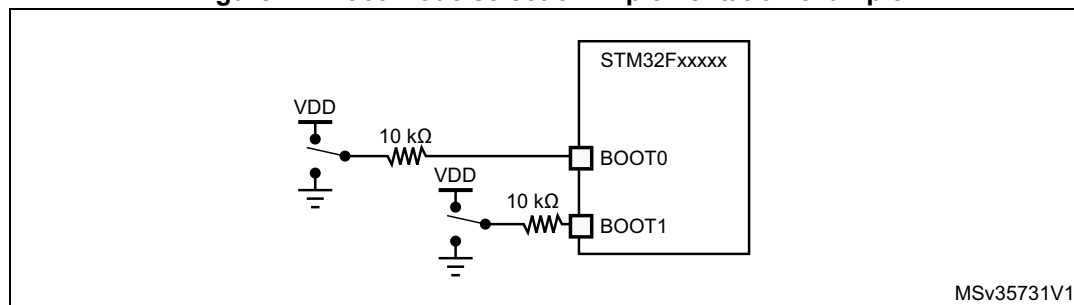 STM32Fxxxxx
VDD
10 kΩ
BOOT0
VDD
10 kΩ
BOOT1
MSv35731V1